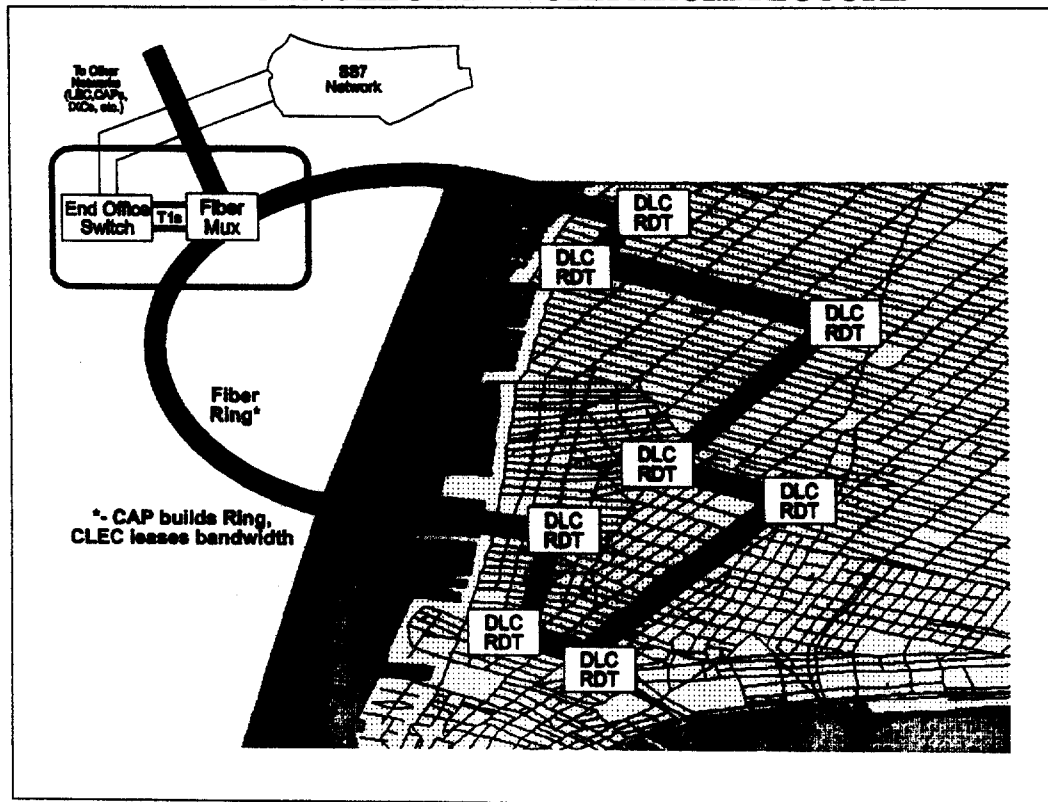 To Other
Networks
(LEC, CAPs,
IXCs, etc.)
SS7
Network
End Office
Switch
T1s
Fiber
Mux
DLC
RDT
DLC
RDT
DLC
RDT
Fiber
Ring*
DLC
RDT
DLC
RDT
*- CAP builds Ring,
CLEC leases bandwidth
DLC
RDT
DLC
RDT
DLC
RDT